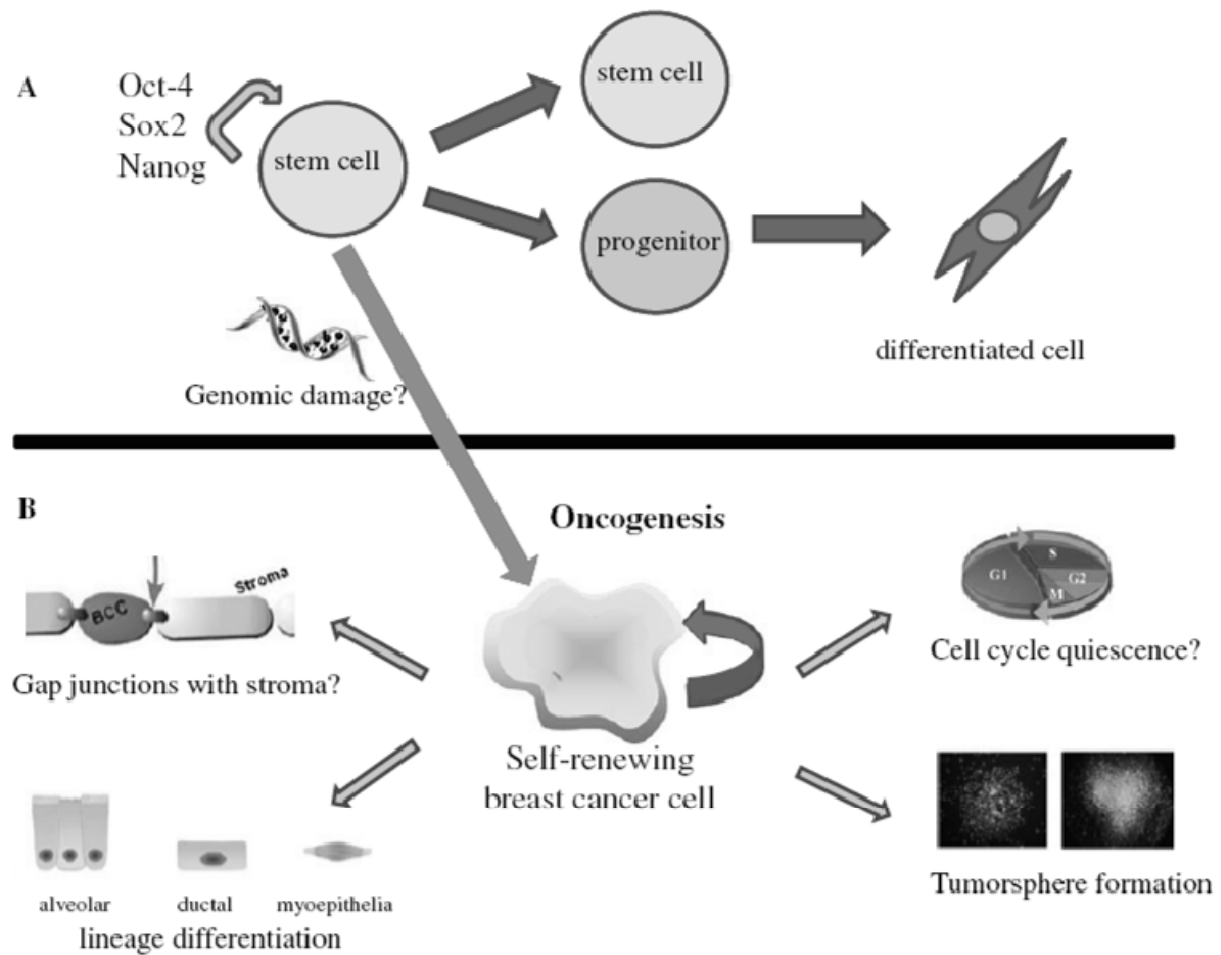 A
Oct-4
Sox2
Nanog
stem cell
stem cell
progenitor
differentiated cell
Genomic damage?
B
Oncogenesis
Stroma
BCC
Gap junctions with stroma?
G1
S
G2
M
Cell cycle quiescence?
Self-renewing
breast cancer cell
alveolar ductal myoepithelia
lineage differentiation
Tumorsphere formation